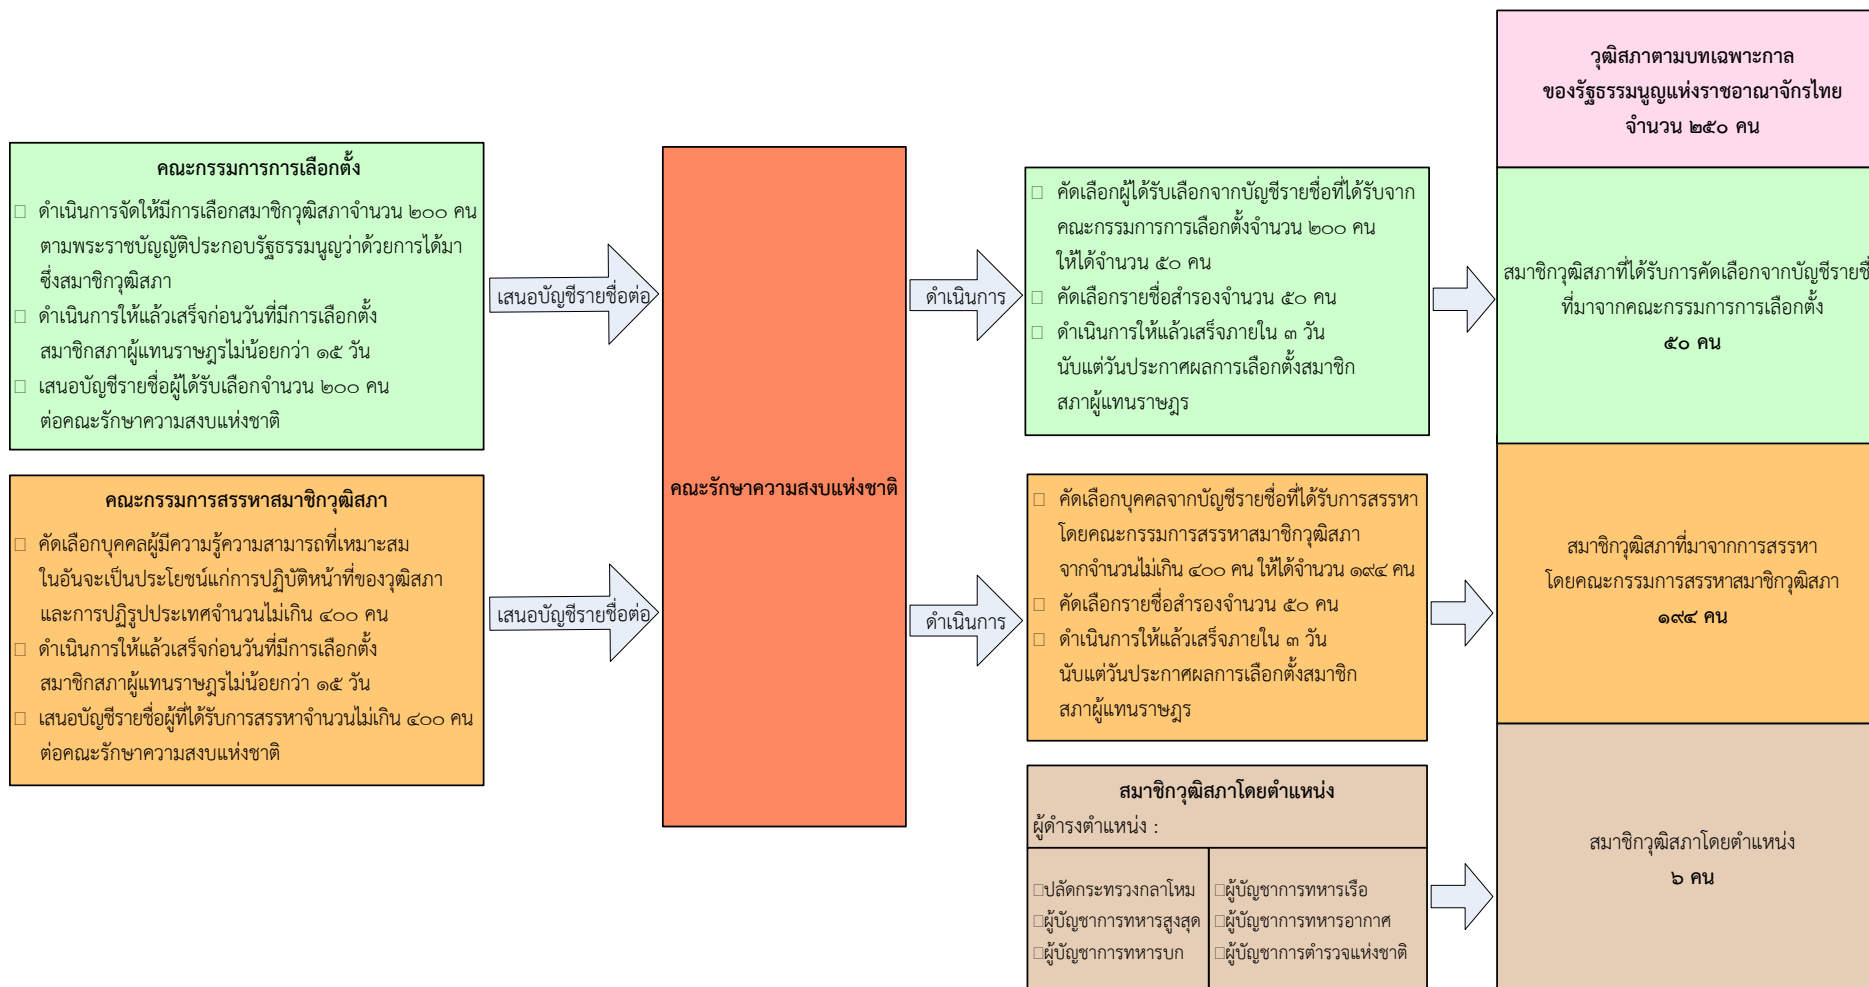 คณะกรรมการการเลือกตั้ง
ดำเนินการจัดให้มีการเลือกสมาชิกวุฒิสภาจำนวน ๒๐๐ คน
ตามพระราชบัญญัติประกอบรัฐธรรมนูญว่าด้วยการได้มา
ซึ่งสมาชิกวุฒิสภา
ดำเนินการให้แล้วเสร็จก่อนวันที่มีการเลือกตั้ง
สมาชิกสภาผู้แทนราษฎรไม่น้อยกว่า ๑๕ วัน
เสนอบัญชีรายชื่อผู้ได้รับเลือกจำนวน ๒๐๐ คน
ต่อคณะรักษาความสงบแห่งชาติ
คณะกรรมการสรรหาสมาชิกวุฒิสภา
คัดเลือกบุคคลผู้มีความรู้ความสามารถที่เหมาะสม
ในอันจะเป็นประโยชน์แก่การปฏิบัติหน้าที่ของวุฒิสภา
และการปฏิรูปประเทศจำนวนไม่เกิน ๔๐๐ คน
ดำเนินการให้แล้วเสร็จก่อนวันที่มีการเลือกตั้ง
สมาชิกสภาผู้แทนราษฎรไม่น้อยกว่า ๑๕ วัน
เสนอบัญชีรายชื่อผู้ที่ได้รับการสรรหาจำนวนไม่เกิน ๔๐๐ คน
ต่อคณะรักษาความสงบแห่งชาติ
เสนอบัญชีรายชื่อต่อ
เสนอบัญชีรายชื่อต่อ
คณะรักษาความสงบแห่งชาติ
ดำเนินการ
ดำเนินการ
คัดเลือกผู้ได้รับเลือกจากบัญชีรายชื่อที่ได้รับจาก
คณะกรรมการการเลือกตั้งจำนวน ๒๐๐ คน
ให้ได้จำนวน ๕๐ คน
คัดเลือกรายชื่อสำรองจำนวน ๕๐ คน
ดำเนินการให้แล้วเสร็จภายใน ๓ วัน
นับแต่วันประกาศผลการเลือกตั้งสมาชิก
สภาผู้แทนราษฎร
คัดเลือกบุคคลจากบัญชีรายชื่อที่ได้รับการสรรหา
โดยคณะกรรมการสรรหาสมาชิกวุฒิสภา
จากจำนวนไม่เกิน ๔๐๐ คน ให้ได้จำนวน ๑๙๔ คน
คัดเลือกรายชื่อสำรองจำนวน ๕๐ คน
ดำเนินการให้แล้วเสร็จภายใน ๓ วัน
นับแต่วันประกาศผลการเลือกตั้งสมาชิก
สภาผู้แทนราษฎร
สมาชิกวุฒิสภาโดยตำแหน่ง
ผู้ดำรงตำแหน่ง :
ปลัดกระทรวงกลาโหม
ผู้บัญชาการทหารสูงสุด
ผู้บัญชาการทหารบก
ผู้บัญชาการทหารเรือ
ผู้บัญชาการทหารอากาศ
ผู้บัญชาการตำรวจแห่งชาติ
วุฒิสภาตามบทเฉพาะกาล
ของรัฐธรรมนูญแห่งราชอาณาจักรไทย
จำนวน ๒๕๐ คน
สมาชิกวุฒิสภาที่ได้รับการคัดเลือกจากบัญชีรายชื่
ที่มาจากคณะกรรมการการเลือกตั้ง
๕๐ คน
สมาชิกวุฒิสภาที่มาจากการสรรหา
โดยคณะกรรมการสรรหาสมาชิกวุฒิสภา
๑๙๔ คน
สมาชิกวุฒิสภาโดยตำแหน่ง
๖ คน